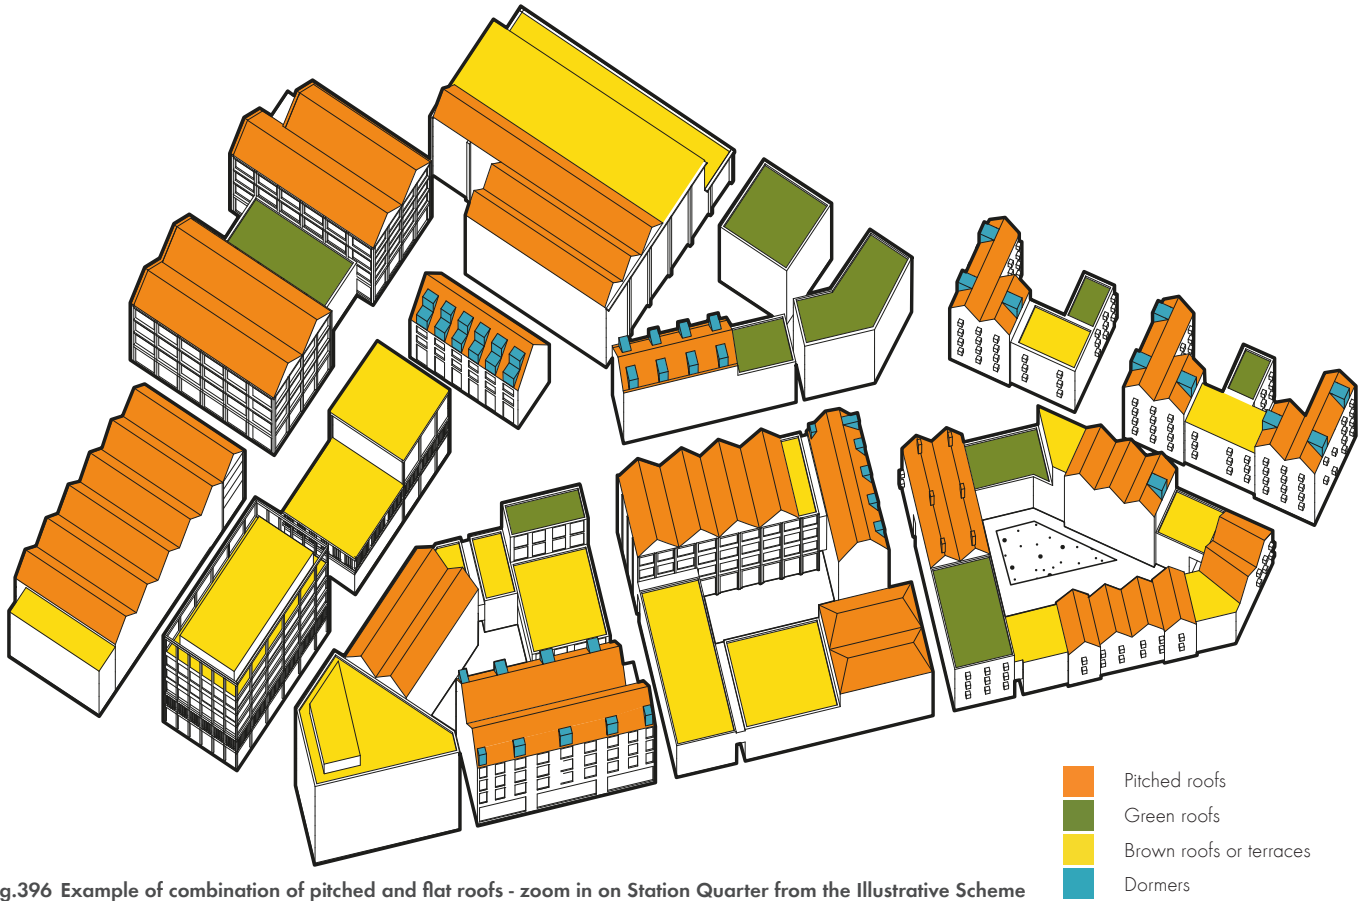 Pitched roofs
Green roofs
Brown roofs or terraces
Dormers
g.396 Example of combination of pitched and flat roofs - zoom in on Station Quarter from the Illustrative Scheme